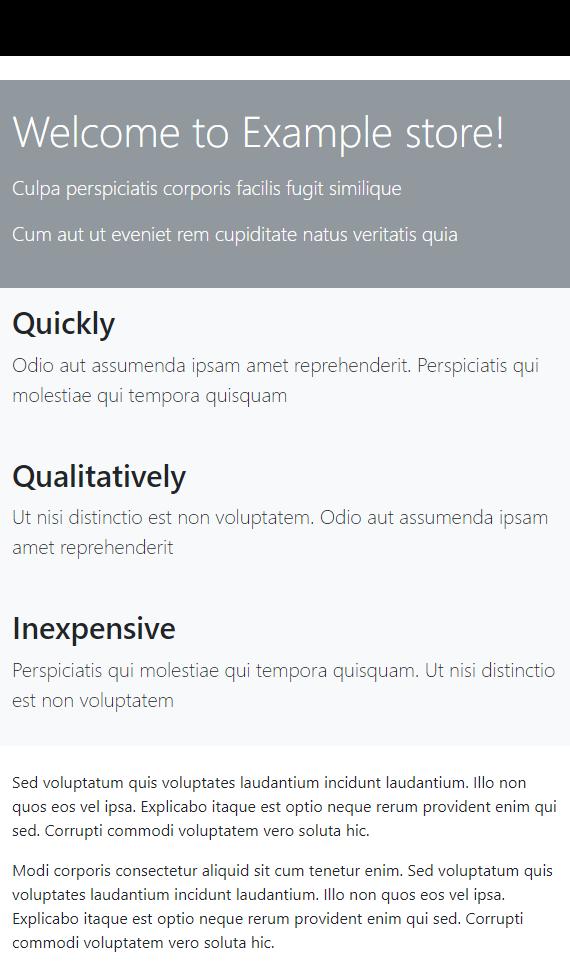 Welcome to Example store!
Culpa perspiciatis corporis facilis fugit similique
Cum aut ut eveniet rem cupiditate natus veritatis quia
Quickly
Odio aut assumenda ipsam amet reprehenderit. Perspiciatis qui
molestiae qui tempora quisquam
Qualitatively
Ut nisi distinctio est non voluptatem. Odio aut assumenda ipsam
amet reprehenderit
Inexpensive
Perspiciatis qui molestiae qui tempora quisquam. Ut nisi distinctio
est non voluptatem
Sed voluptatum quis voluptates laudantium incidunt laudantium. Illo non
quos eos vel ipsa. Explicabo itaque est optio neque rerum provident enim qui
sed. Corrupti commodi voluptatem vero soluta hic.
Modi corporis consectetur aliquid sit cum tenetur enim. Sed voluptatum quis
voluptates laudantium incidunt laudantium. Illo non quos eos vel ipsa.
Explicabo itaque est optio neque rerum provident enim qui sed. Corrupti
commodi voluptatem vero soluta hic.